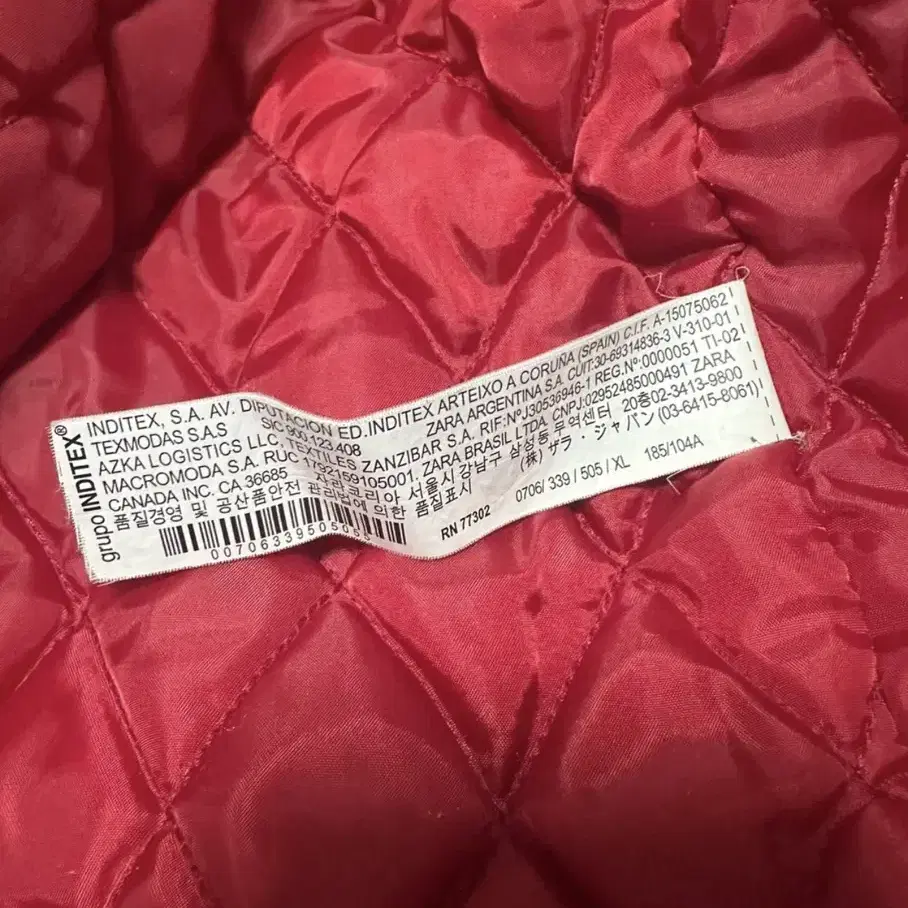 grupo INDITEX®
INDITEX, S.A. AV. DIPUTACION ED. INDITEX ARTEIXO A CORUÑA (SPAIN) C.I.F. A-15075062
TEXMODAS S.A.S SIC 900.123.408 ZARA ARGENTINA S.A. CUIT:30-69314836-3 V-310-01
AZKA LOGISTICS LLC, TEXTILES ZANZIBAR S.A. RIF:NºJ30536946-1 REG.Nº:0000051 TI-02
MACROMODA S.A. RUC 1792159105001, ZARA BRASIL LTDA. CNPJ:02952485000491 ZARA
CANADA INC. CA 36685 자라코리아 서울시 강남구 삼성동 무역센터 20층02-3413-9800
품질경영 및 공산품안전 관리법에 의한 품질표시 (株) ザラ・ジャパン (03-6415-8061)
RN 77302 0706/ 339 / 505 / XL 185/104A